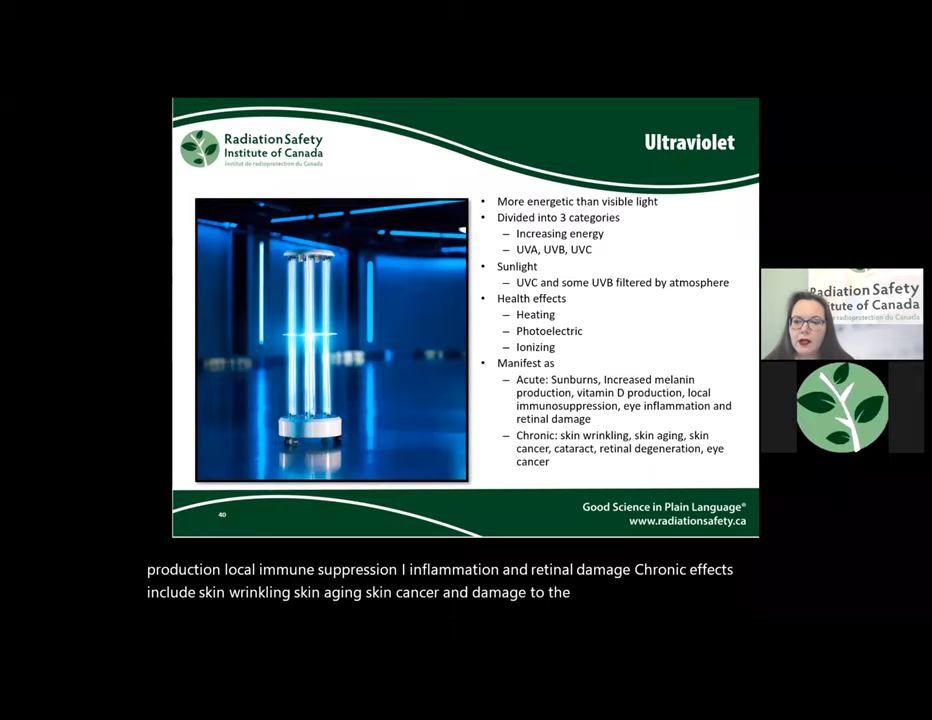 Radiation Safety
Institute of Canada
Institut de radioprotection du Canada
Ultraviolet
• More energetic than visible light
• Divided into 3 categories
– Increasing energy
– UVA, UVB, UVC
• Sunlight
– UVC and some UVB filtered by atmosphere
• Health effects
– Heating
– Photoelectric
– Ionizing
• Manifest as
– Acute: Sunburns, Increased melanin
production, vitamin D production, local
immunosuppression, eye inflammation and
retinal damage
– Chronic: skin wrinkling, skin aging, skin
cancer, cataract, retinal degeneration, eye
cancer
40
Good Science in Plain Language®
www.radiationsafety.ca
Radiation Safety
itute of Canada
radioprotection du Canada
production local immune suppression I inflammation and retinal damage Chronic effects
include skin wrinkling skin aging skin cancer and damage to the